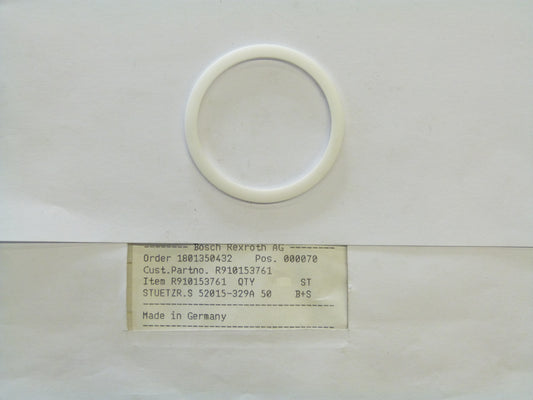 -------- Bosch Rexroth AG --------
Order 1801350432 Pos. 000070
Cust.Partno. R910153761
Item R910153761 QTY ST
STUETZR.S 52015-329A 50 B+S
Made in Germany